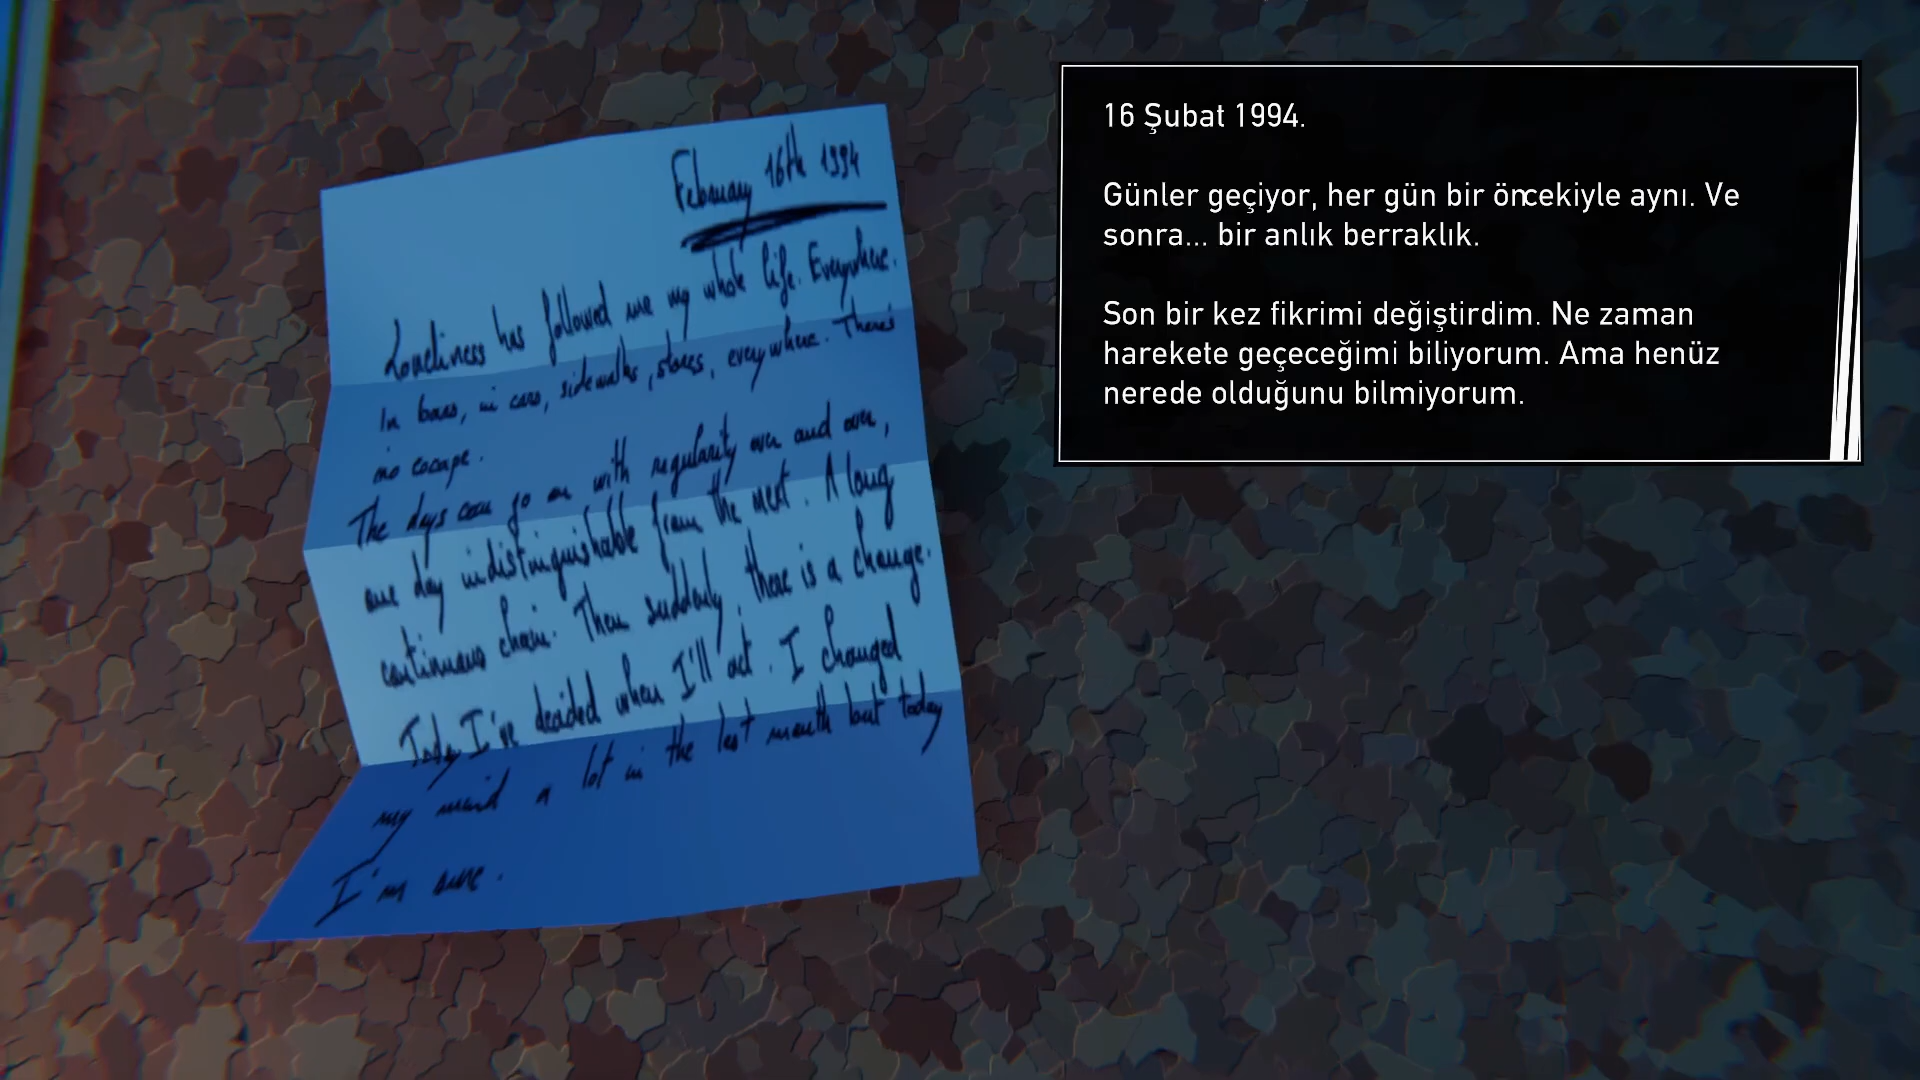 February 16th 1994
Loneliness has followed me my whole life. Everywhere.
In bars, in cars, sidewalks, stores, everywhere. There's
no escape.
The days can go on with regularity over and over,
one day indistinguishable from the next. A long
continuous chain. Then suddenly, there is a change.
Today I've decided when I'll act. I changed
my mind a lot in the last month but today
I'm sure.
16 Şubat 1994.
Günler geçiyor, her gün bir örcekiyle aynı. Ve
sonra... bir anlık berraklık.
Son bir kez fikrimi değiştirdim. Ne zaman
harekete geçeceğimi biliyorum. Ama henüz
nerede olduğunu bilmiyorum.